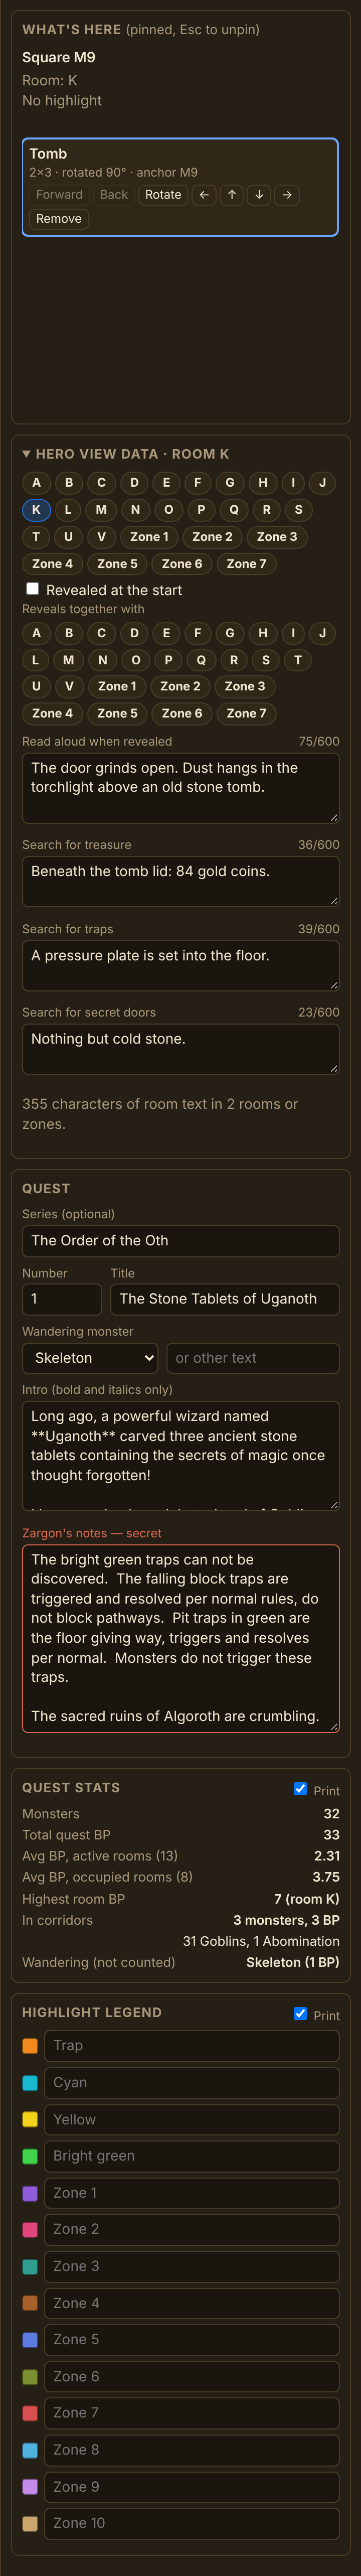 WHAT'S HERE (pinned, Esc to unpin)
Square M9
Room: K
No highlight
Tomb
2×3 · rotated 90° · anchor M9
Forward Back Rotate ← ↑ ↓ →
Remove
▼ HERO VIEW DATA · ROOM K
A B C D E F G H I J
K L M N O P Q R S
T U V Zone 1 Zone 2 Zone 3
Zone 4 Zone 5 Zone 6 Zone 7
Revealed at the start
Reveals together with
A B C D E F G H I J
L M N O P Q R S T
U V Zone 1 Zone 2 Zone 3
Zone 4 Zone 5 Zone 6 Zone 7
Read aloud when revealed 75/600
The door grinds open. Dust hangs in the
torchlight above an old stone tomb.
Search for treasure 36/600
Beneath the tomb lid: 84 gold coins.
Search for traps 39/600
A pressure plate is set into the floor.
Search for secret doors 23/600
Nothing but cold stone.
355 characters of room text in 2 rooms or
zones.
QUEST
Series (optional)
The Order of the Oth
Number Title
1 The Stone Tablets of Uganoth
Wandering monster
Skeleton or other text
Intro (bold and italics only)
Long ago, a powerful wizard named
**Uganoth** carved three ancient stone
tablets containing the secrets of magic once
thought forgotten!
Zargon's notes — secret
The bright green traps can not be
discovered.  The falling block traps are
triggered and resolved per normal rules, do
not block pathways.  Pit traps in green are
the floor giving way, triggers and resolves
per normal.  Monsters do not trigger these
traps.
The sacred ruins of Algoroth are crumbling.
QUEST STATS Print
Monsters 32
Total quest BP 33
Avg BP, active rooms (13) 2.31
Avg BP, occupied rooms (8) 3.75
Highest room BP 7 (room K)
In corridors 3 monsters, 3 BP
31 Goblins, 1 Abomination
Wandering (not counted) Skeleton (1 BP)
HIGHLIGHT LEGEND Print
Trap
Cyan
Yellow
Bright green
Zone 1
Zone 2
Zone 3
Zone 4
Zone 5
Zone 6
Zone 7
Zone 8
Zone 9
Zone 10